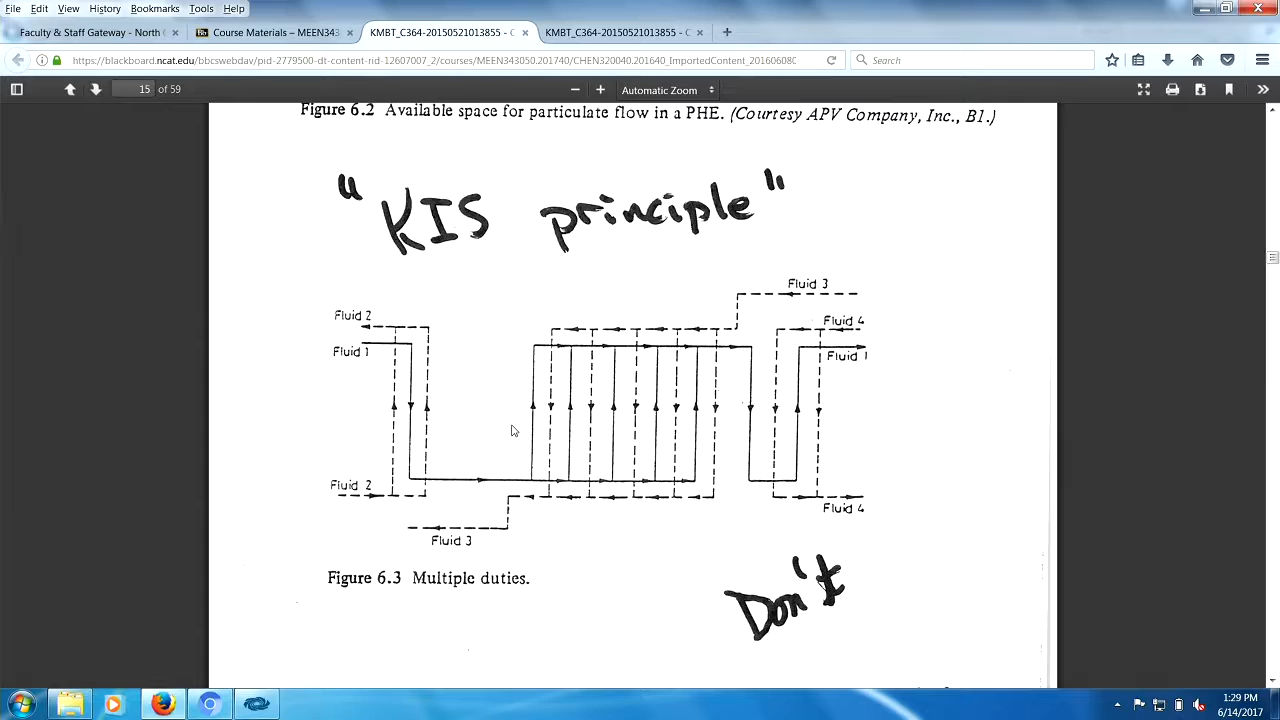 File Edit View History Bookmarks Tools Help
Faculty & Staff Gateway - North
Course Materials – MEEN343
KMBT_C364-20150521013855 - C
KMBT_C364-20150521013855 - C
https://blackboard.ncat.edu/bbcswebdav/pid-2779500-dt-content-rid-12607007_2/courses/MEEN343050.201740/CHEN320040.201640_ImportedContent_201606080
Search
15 of 59
Automatic Zoom
Figure 6.2 Available space for particulate flow in a PHE. (Courtesy APV Company, Inc., B1.)
"KIS principle"
Fluid 3
Fluid 2
Fluid 4
Fluid 1
Fluid 1
Fluid 2
Fluid 4
Fluid 3
Figure 6.3 Multiple duties.
Don't
1:29 PM
6/14/2017